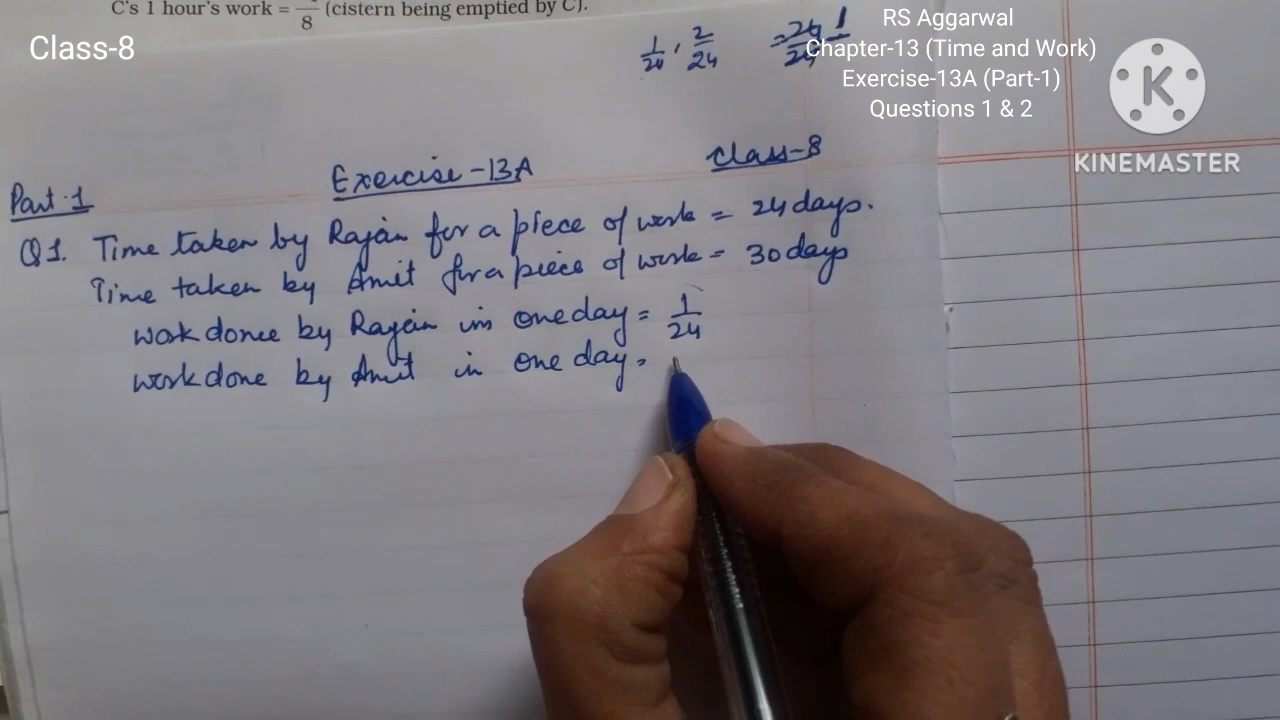 C's 1 hour's work = 8 (cistern being emptied by C).
Class-8
RS Aggarwal
Chapter-13 (Time and Work)
Exercise-13A (Part-1)
Questions 1 & 2
KINEMASTER
1/20, 2/24 = 24/24 1
Part-1 Exercise-13A Class-8
Q1. Time taken by Rajan for a piece of work = 24 days.
Time taken by Amit for a piece of work = 30 days
work done by Rajan in one day = 1/24
work done by Amit in one day =